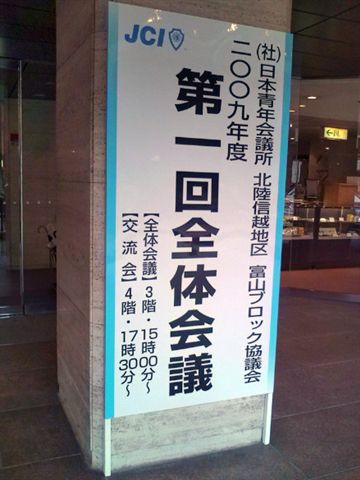 JCI
(社)日本青年会議所 北陸信越地区 富山ブロック協議会
二〇〇九年度
第一回全体会議
【全体会議】3階・15時00分～
【交流会】4階・17時30分～